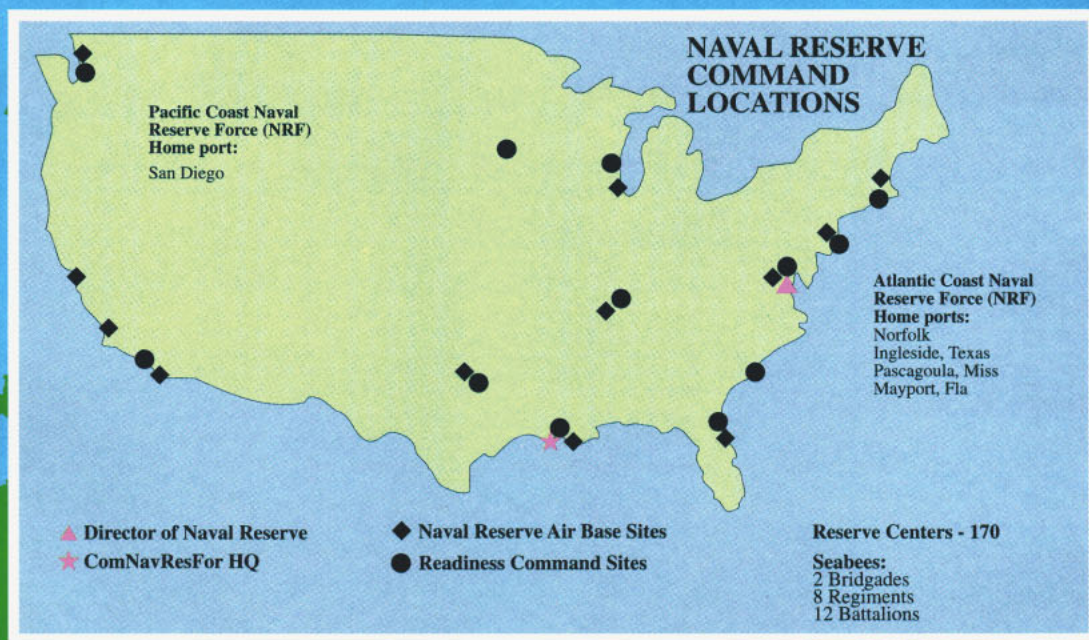 NAVAL RESERVE
COMMAND
LOCATIONS
Pacific Coast Naval
Reserve Force (NRF)
Home port:
San Diego
Atlantic Coast Naval
Reserve Force (NRF)
Home ports:
Norfolk
Ingleside, Texas
Pascagoula, Miss
Mayport, Fla
Director of Naval Reserve
ComNavResFor HQ
Naval Reserve Air Base Sites
Readiness Command Sites
Reserve Centers - 170
Seabees:
2 Bridgades
8 Regiments
12 Battalions